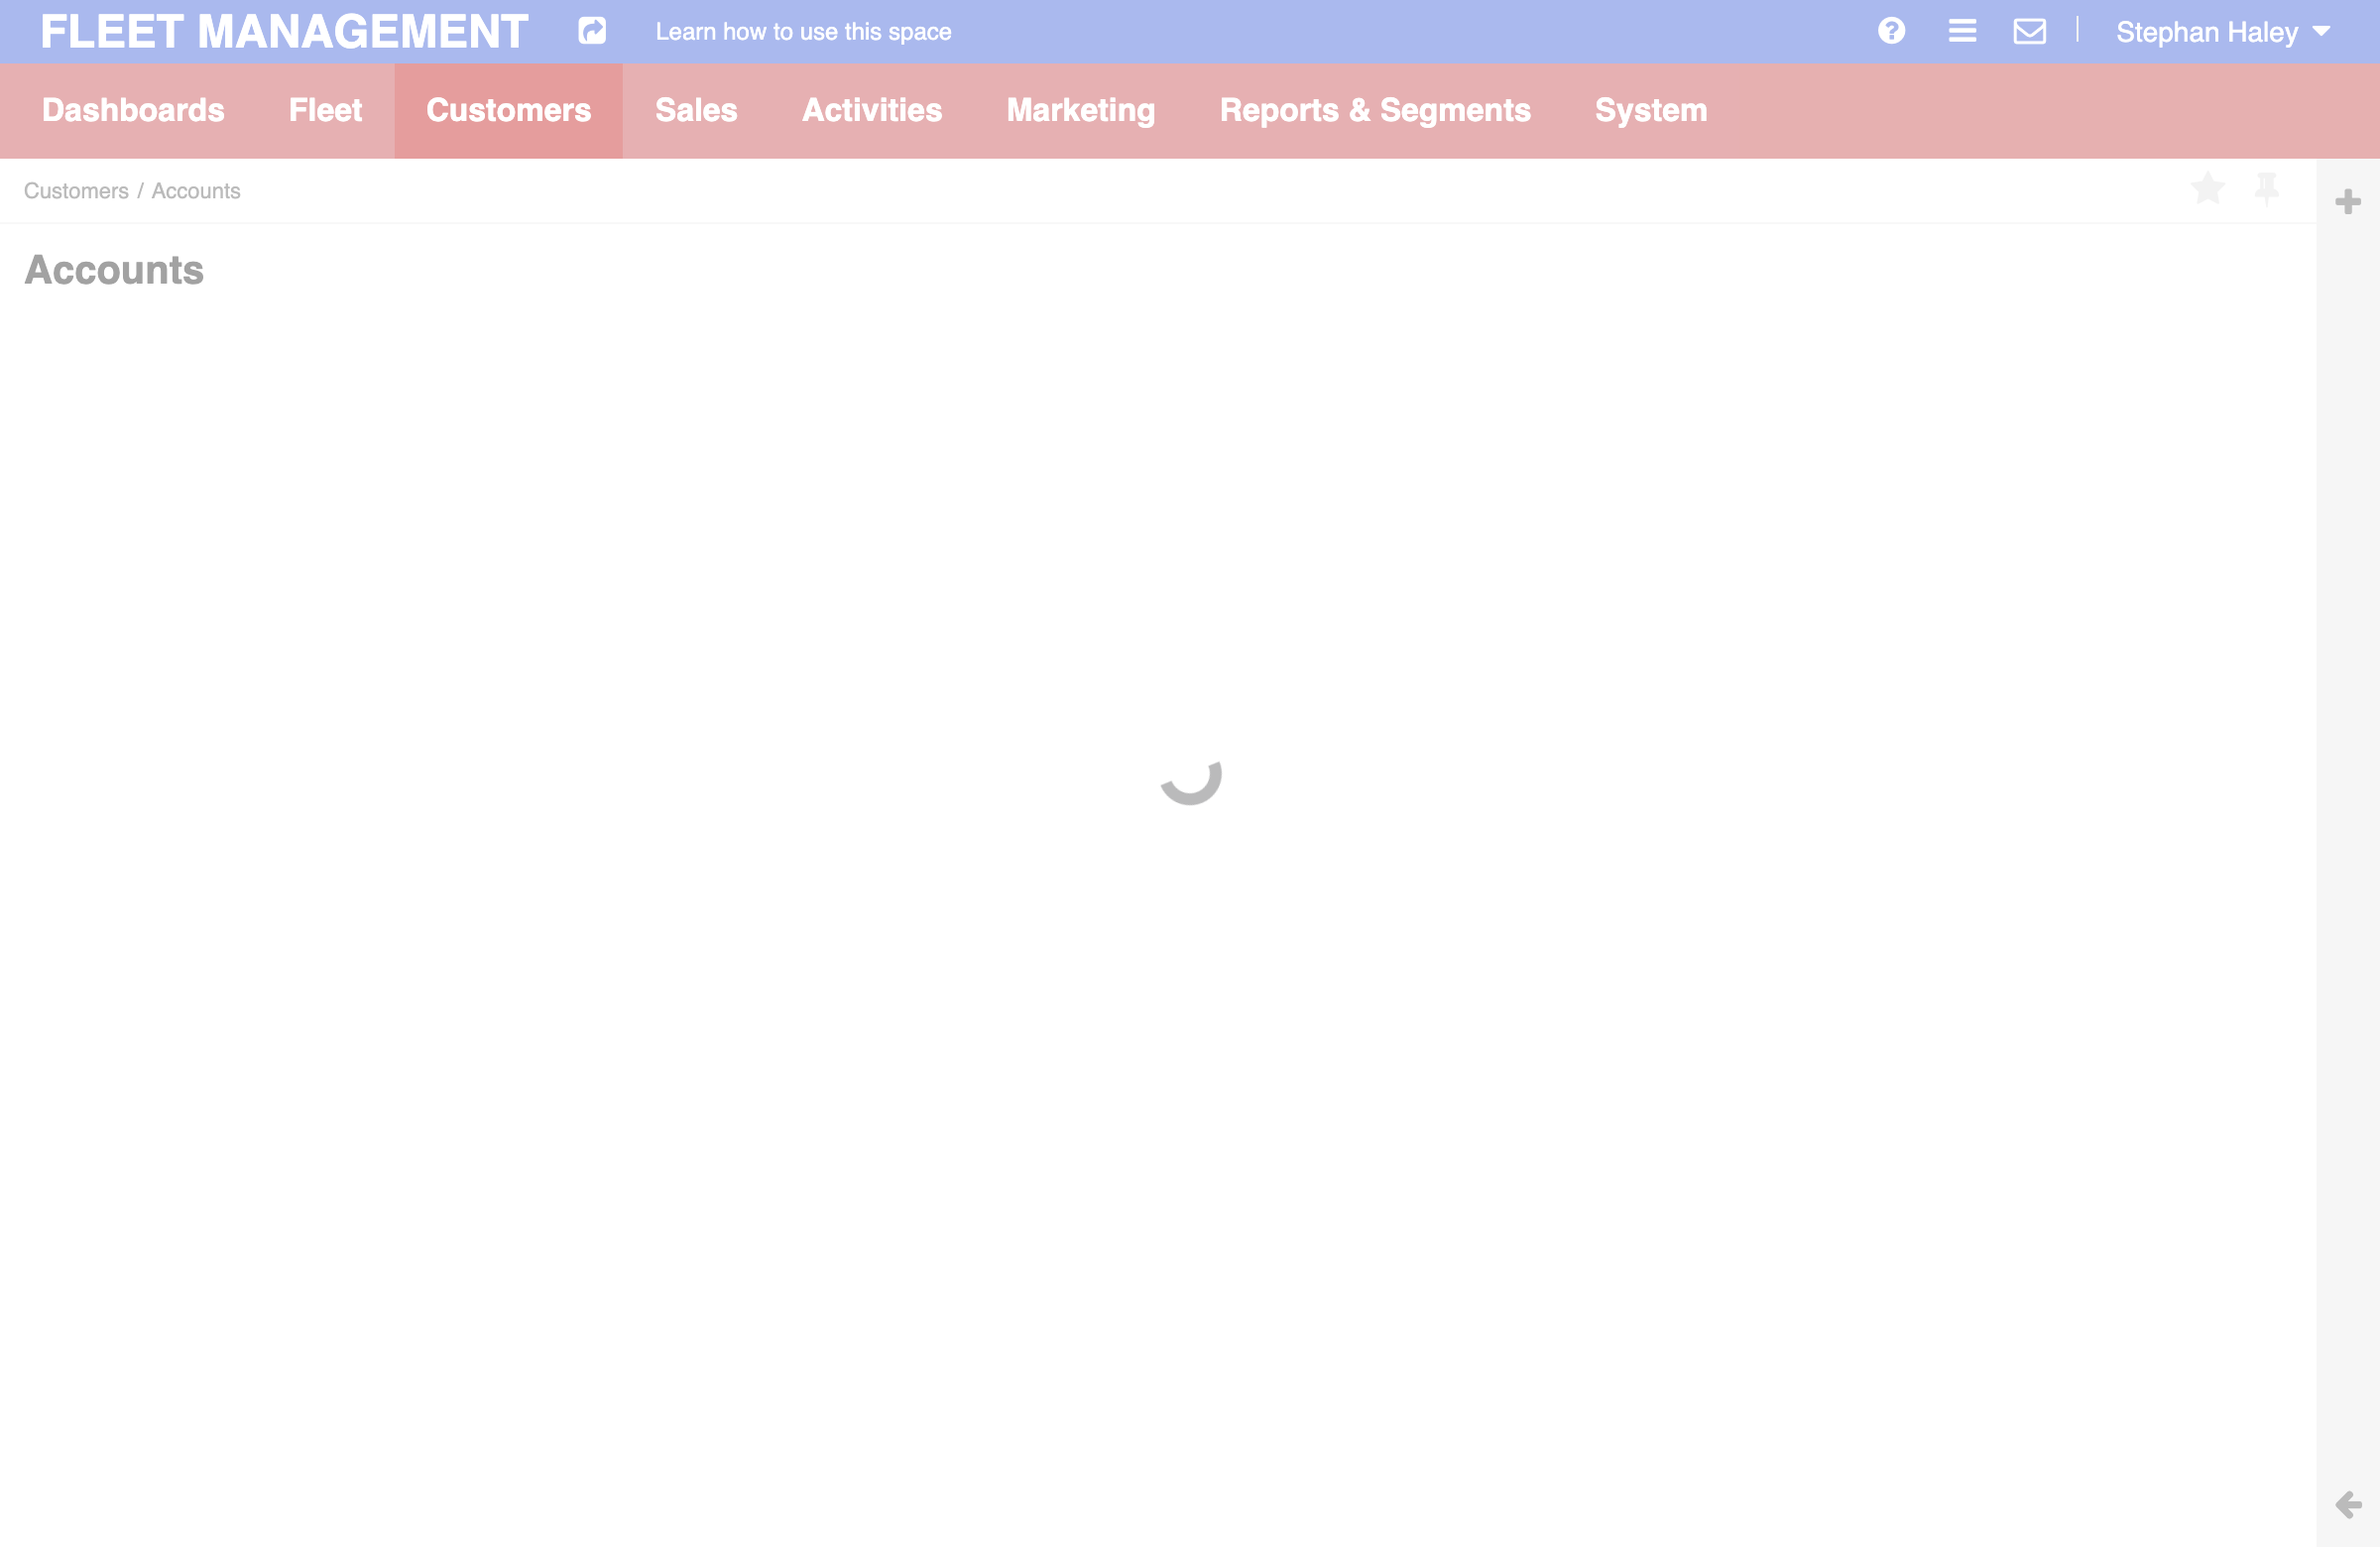 FLEET MANAGEMENT Learn how to use this space Stephan Haley
Dashboards Fleet Customers Sales Activities Marketing Reports & Segments System
Customers / Accounts
Accounts